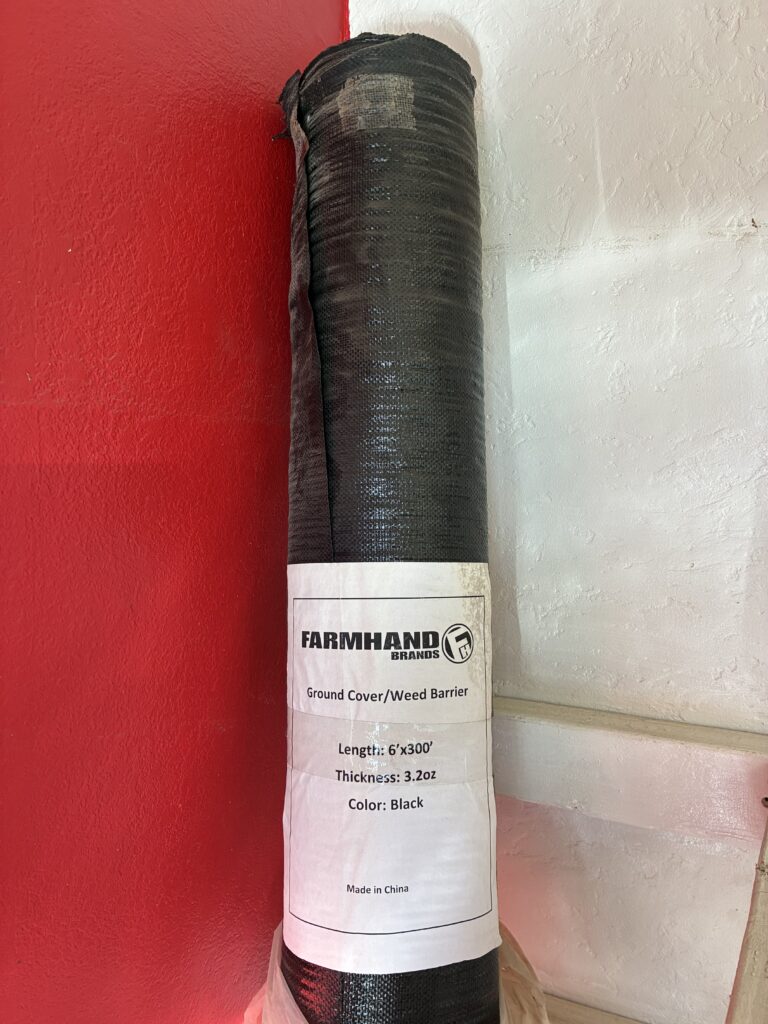 FARMHAND
BRANDS
Ground Cover/Weed Barrier
Length: 6'x300'
Thickness: 3.2oz
Color: Black
Made in China